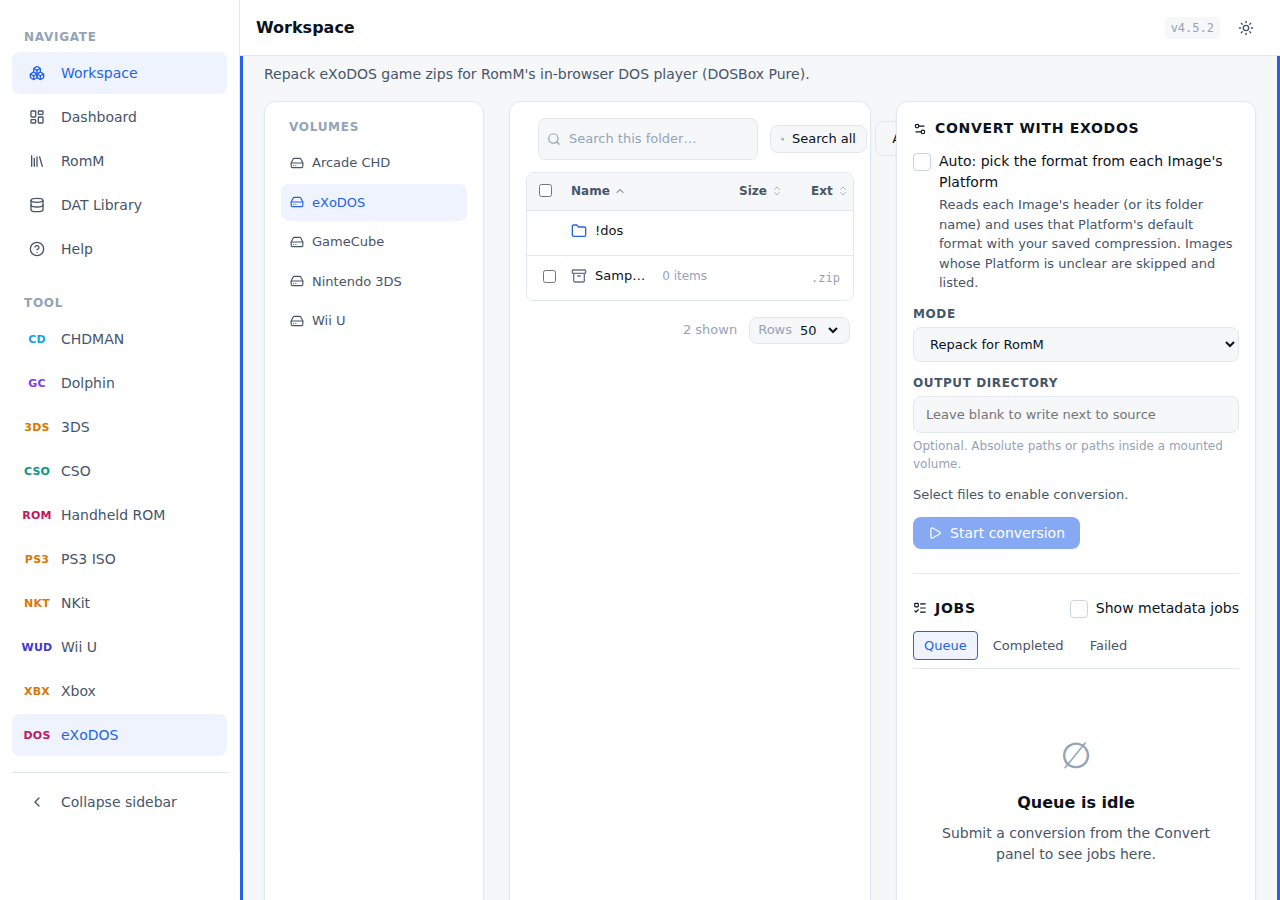 NAVIGATE
Workspace
Dashboard
RomM
DAT Library
Help
TOOL
CD CHDMAN
GC Dolphin
3DS 3DS
CSO CSO
ROM Handheld ROM
PS3 PS3 ISO
NKT NKit
WUD Wii U
XBX Xbox
DOS eXoDOS
Collapse sidebar
Workspace
v4.5.2
Repack eXoDOS game zips for RomM's in-browser DOS player (DOSBox Pure).
VOLUMES
Arcade CHD
eXoDOS
GameCube
Nintendo 3DS
Wii U
Search this folder…
Search all
Name Size Ext
!dos
Samp… 0 items .zip
2 shown Rows 50
CONVERT WITH EXODOS
Auto: pick the format from each Image's
Platform
Reads each Image's header (or its folder
name) and uses that Platform's default
format with your saved compression. Images
whose Platform is unclear are skipped and
listed.
MODE
Repack for RomM
OUTPUT DIRECTORY
Leave blank to write next to source
Optional. Absolute paths or paths inside a mounted
volume.
Select files to enable conversion.
Start conversion
JOBS Show metadata jobs
Queue Completed Failed
Queue is idle
Submit a conversion from the Convert
panel to see jobs here.